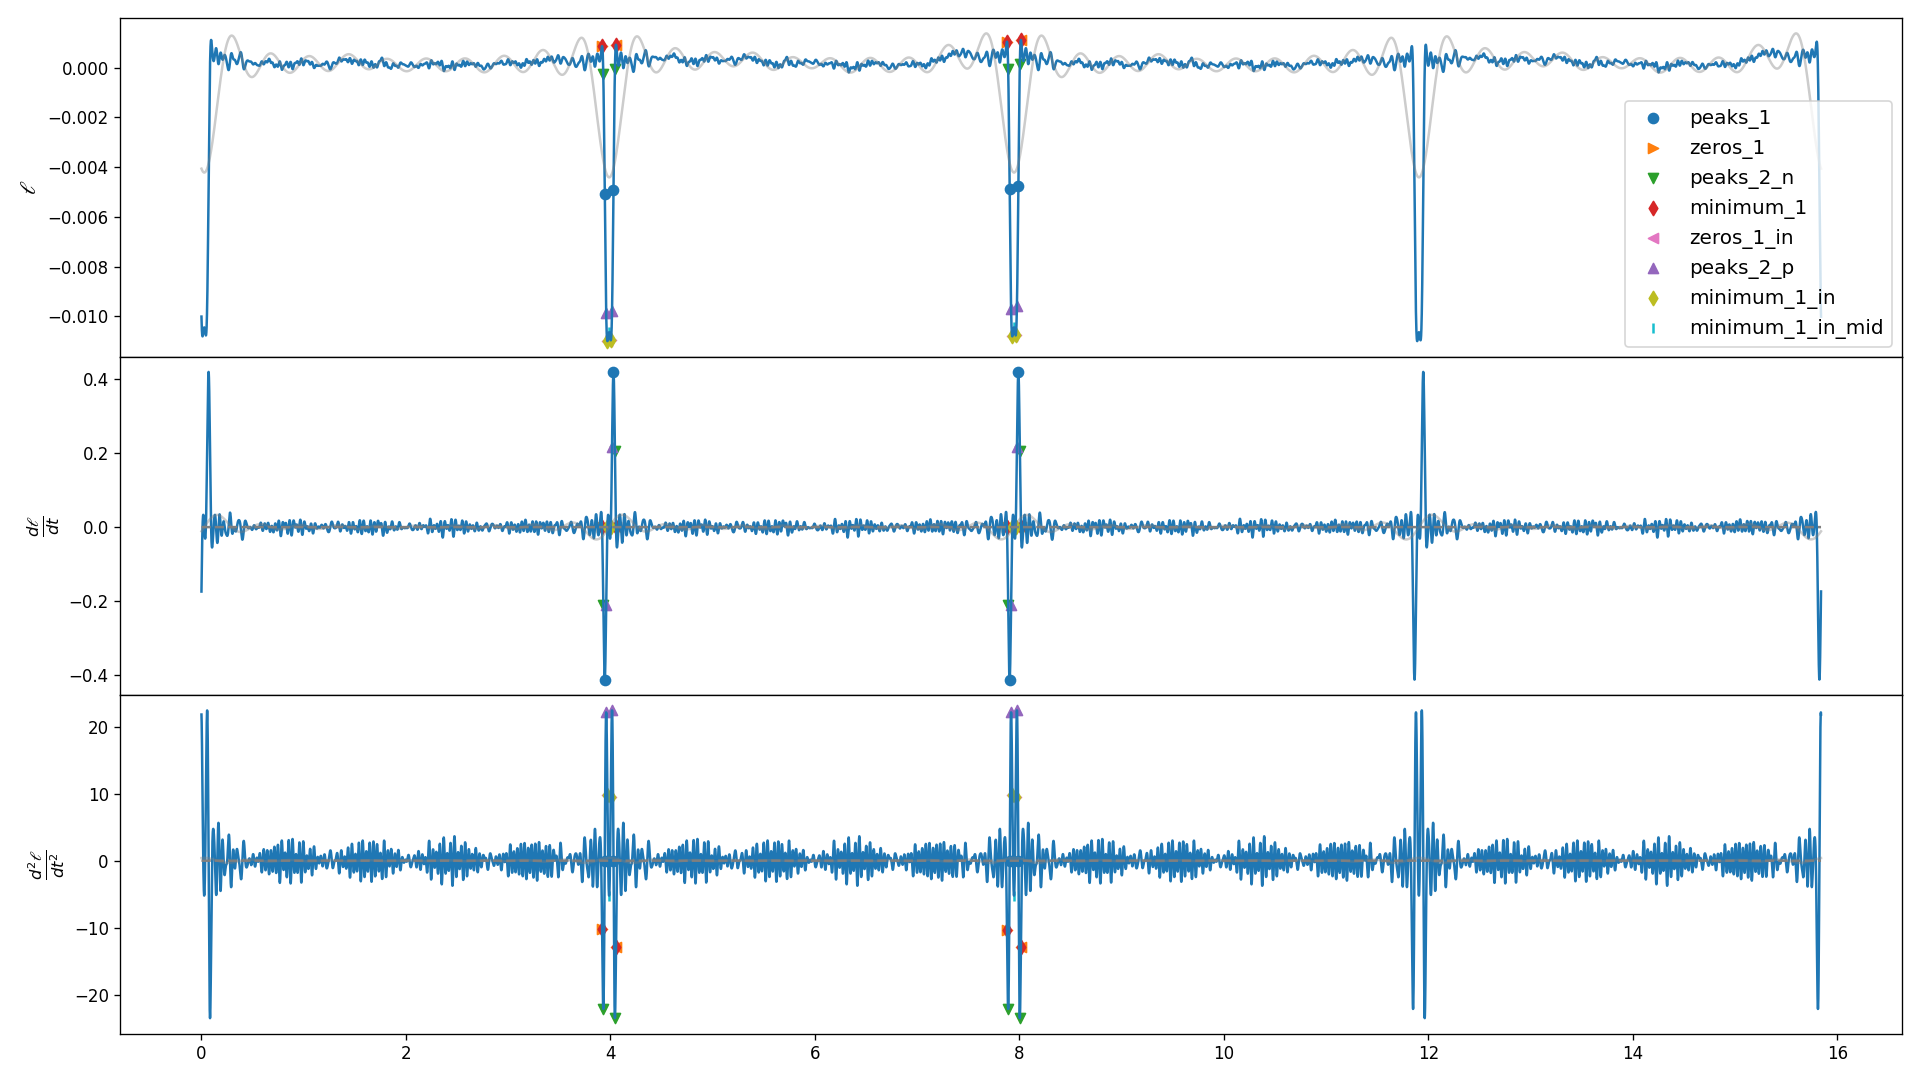 0.000
−0.002
−0.004
−0.006
−0.008
−0.010
ℓ
peaks_1
zeros_1
peaks_2_n
minimum_1
zeros_1_in
peaks_2_p
minimum_1_in
minimum_1_in_mid
0.4
0.2
0.0
−0.2
−0.4
dℓ/dt
20
10
0
−10
−20
d²ℓ/dt²
0 2 4 6 8 10 12 14 16